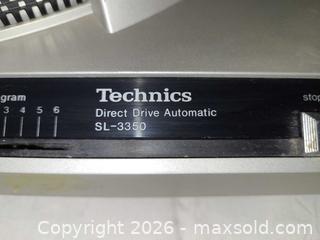 gram
3 4 5 6
Technics
Direct Drive Automatic
SL-3350
stop
Copyright 2026 - maxsold.com